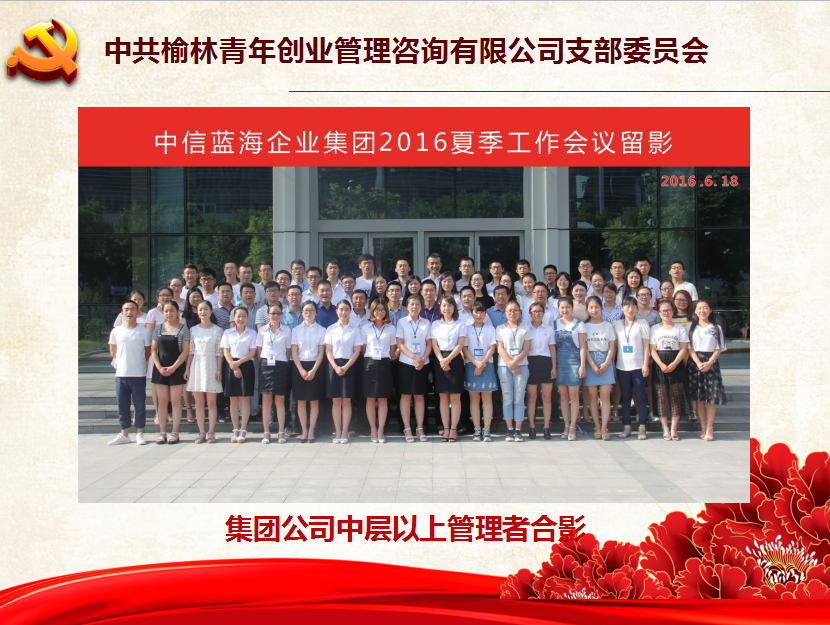 中共榆林青年创业管理咨询有限公司支部委员会
中信蓝海企业集团2016夏季工作会议留影
2016.6.18
集团公司中层以上管理者合影